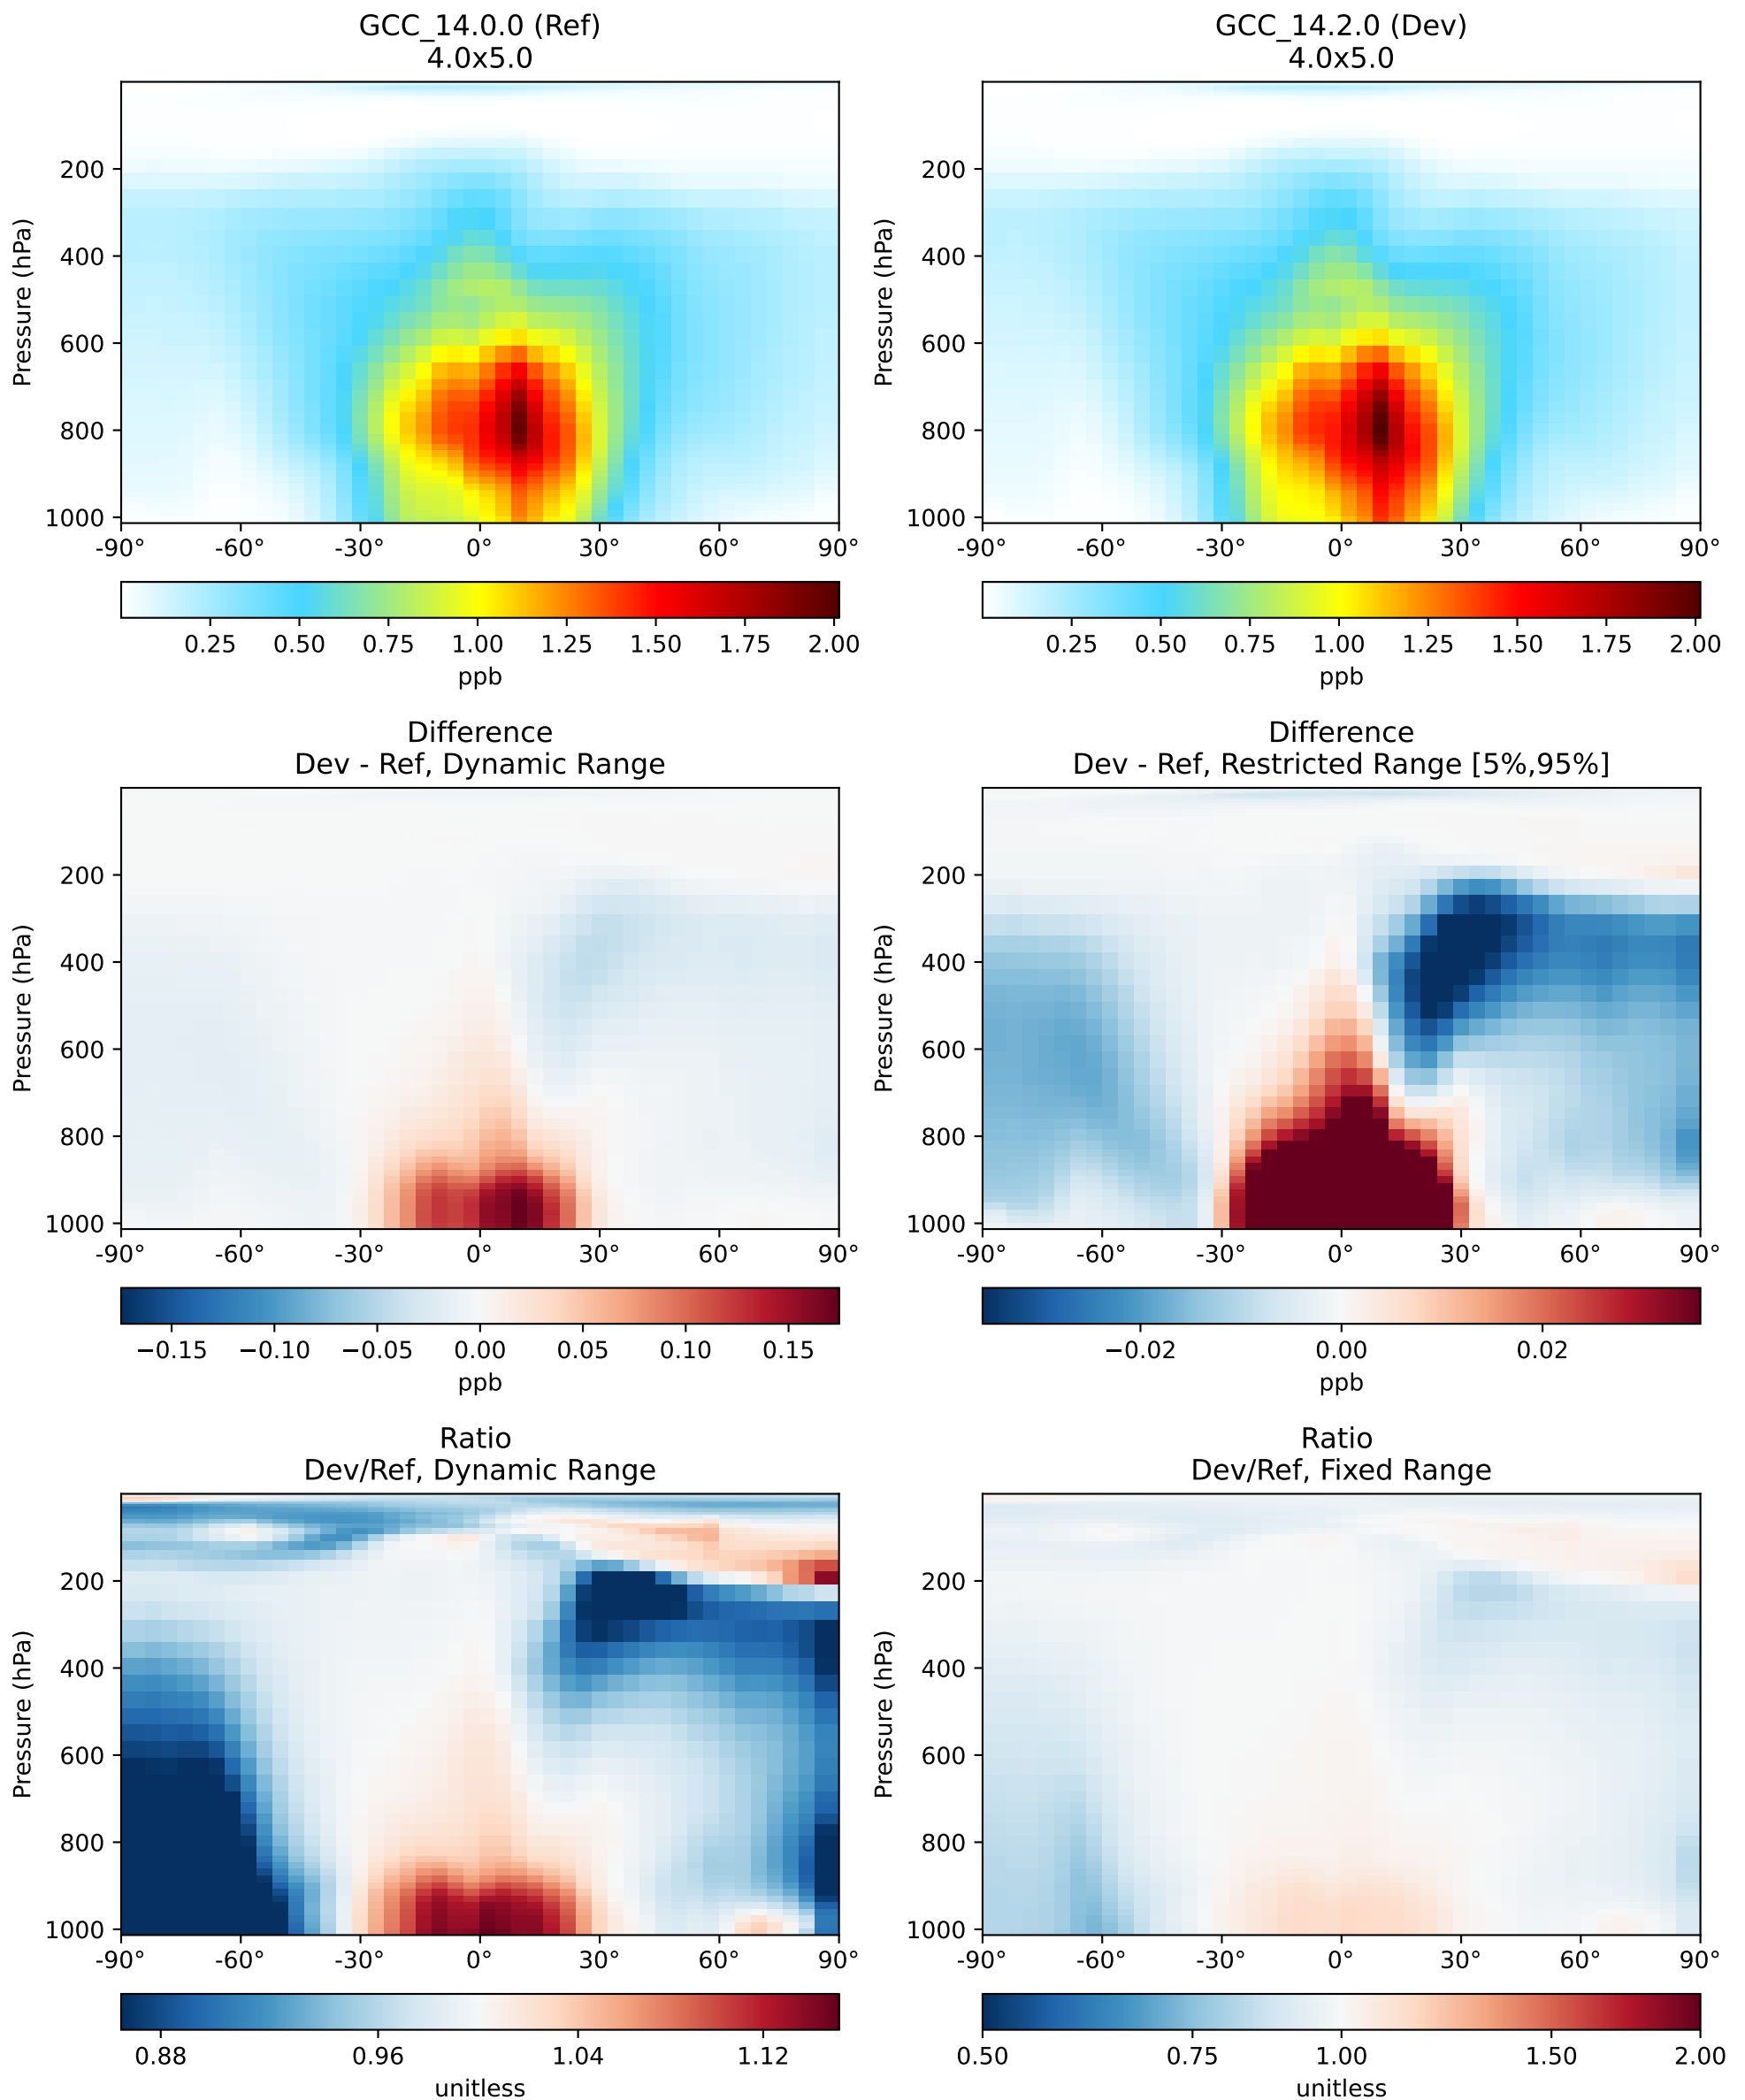 GCC_14.0.0 (Ref)
4.0x5.0
Pressure (hPa)
200
400
600
800
1000
-90° -60° -30° 0° 30° 60° 90°
0.25 0.50 0.75 1.00 1.25 1.50 1.75 2.00
ppb
GCC_14.2.0 (Dev)
4.0x5.0
Pressure (hPa)
200
400
600
800
1000
-90° -60° -30° 0° 30° 60° 90°
0.25 0.50 0.75 1.00 1.25 1.50 1.75 2.00
ppb
Difference
Dev - Ref, Dynamic Range
Pressure (hPa)
200
400
600
800
1000
-90° -60° -30° 0° 30° 60° 90°
−0.15 −0.10 −0.05 0.00 0.05 0.10 0.15
ppb
Difference
Dev - Ref, Restricted Range [5%,95%]
Pressure (hPa)
200
400
600
800
1000
-90° -60° -30° 0° 30° 60° 90°
−0.02 0.00 0.02
ppb
Ratio
Dev/Ref, Dynamic Range
Pressure (hPa)
200
400
600
800
1000
-90° -60° -30° 0° 30° 60° 90°
0.88 0.96 1.04 1.12
unitless
Ratio
Dev/Ref, Fixed Range
Pressure (hPa)
200
400
600
800
1000
-90° -60° -30° 0° 30° 60° 90°
0.50 0.75 1.00 1.50 2.00
unitless